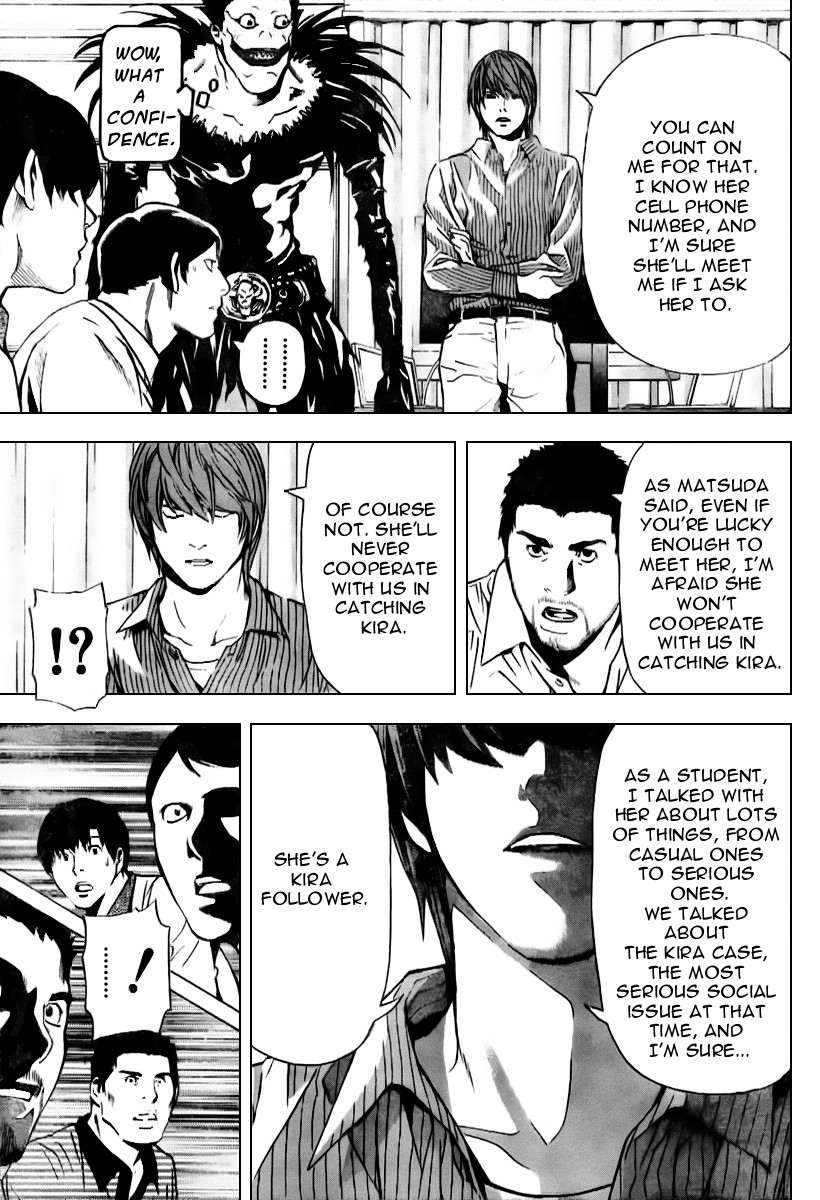 YOU CAN
COUNT ON
ME FOR THAT.
I KNOW HER
CELL PHONE
NUMBER, AND
I'M SURE
SHE'LL MEET
ME IF I ASK
HER TO.
WOW,
WHAT
A
CONFI-
DENCE.
.........
AS MATSUDA
SAID, EVEN IF
YOU'RE LUCKY
ENOUGH TO
MEET HER, I'M
AFRAID SHE
WON'T
COOPERATE
WITH US IN
CATCHING KIRA.
OF COURSE
NOT. SHE'LL
NEVER
COOPERATE
WITH US IN
CATCHING
KIRA.
!?
AS A STUDENT,
I TALKED WITH
HER ABOUT LOTS
OF THINGS, FROM
CASUAL ONES
TO SERIOUS
ONES.
WE TALKED
ABOUT
THE KIRA CASE,
THE MOST
SERIOUS SOCIAL
ISSUE AT THAT
TIME, AND
I'M SURE...
SHE'S A
KIRA
FOLLOWER.
!
.........